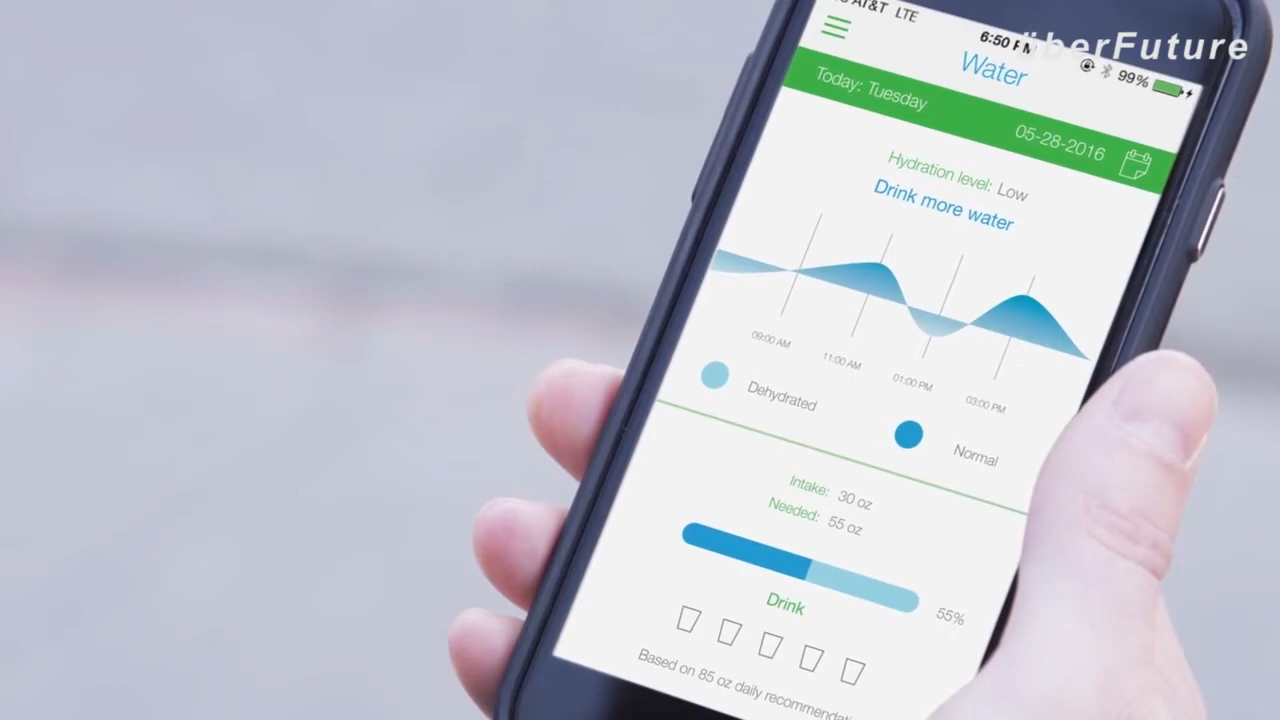 AT&T LTE
6:50 PM
99%
überFuture
Water
Today: Tuesday
05-28-2016
Hydration level: Low
Drink more water
09:00 AM
11:00 AM
01:00 PM
03:00 PM
Dehydrated
Normal
Intake: 30 oz
Needed: 55 oz
55%
Drink
Based on 85 oz daily